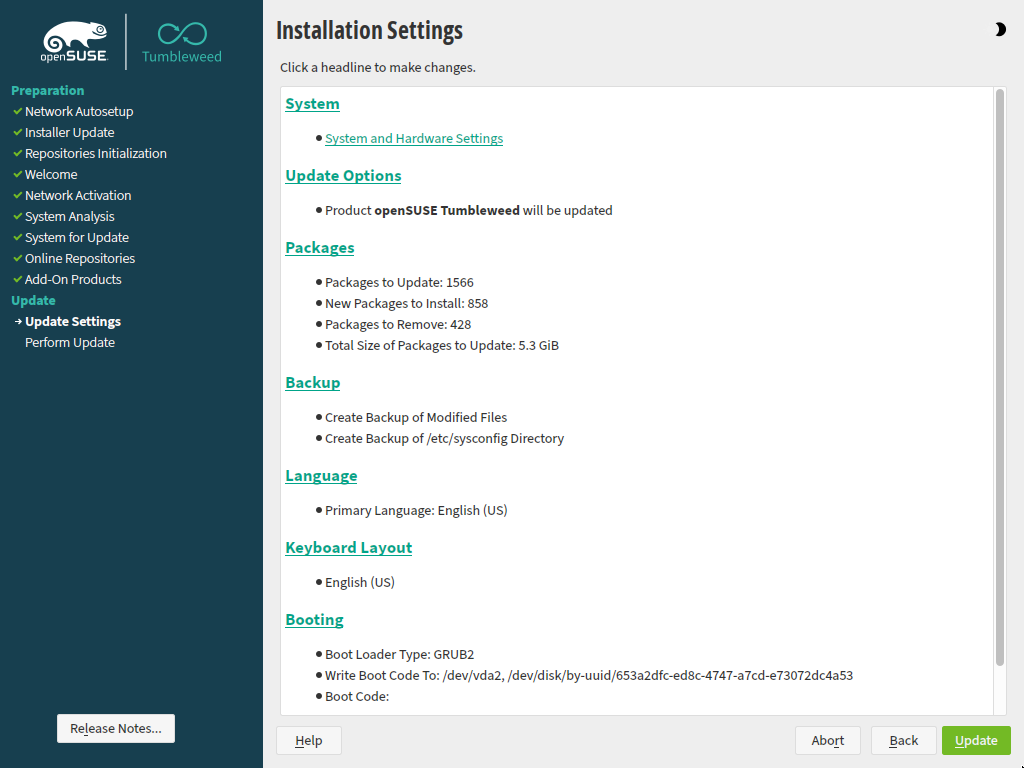 openSUSE
Tumbleweed
Preparation
Network Autosetup
Installer Update
Repositories Initialization
Welcome
Network Activation
System Analysis
System for Update
Online Repositories
Add-On Products
Update
Update Settings
Perform Update
Release Notes...
Installation Settings
Click a headline to make changes.
System
System and Hardware Settings
Update Options
Product openSUSE Tumbleweed will be updated
Packages
Packages to Update: 1566
New Packages to Install: 858
Packages to Remove: 428
Total Size of Packages to Update: 5.3 GiB
Backup
Create Backup of Modified Files
Create Backup of /etc/sysconfig Directory
Language
Primary Language: English (US)
Keyboard Layout
English (US)
Booting
Boot Loader Type: GRUB2
Write Boot Code To: /dev/vda2, /dev/disk/by-uuid/653a2dfc-ed8c-4747-a7cd-e73072dc4a53
Boot Code:
Help
Abort
Back
Update